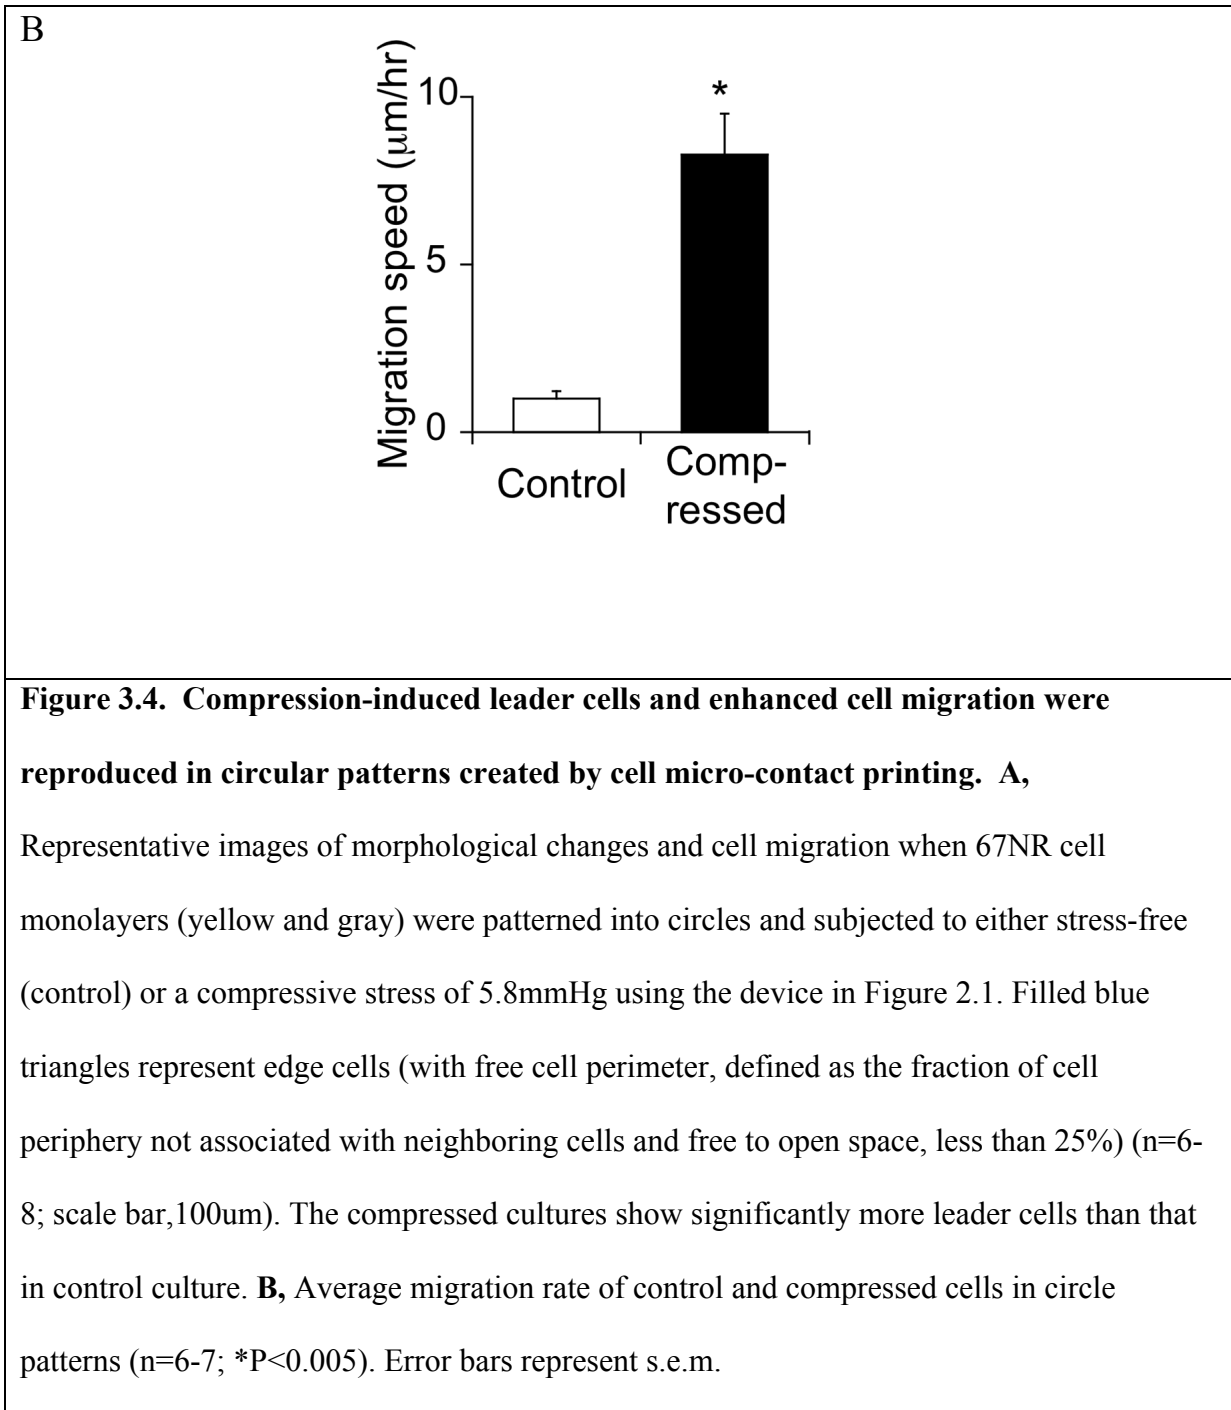 B
Migration speed (μm/hr)
10
*
5
0
Control
Comp-
ressed
Figure 3.4.  Compression-induced leader cells and enhanced cell migration were
reproduced in circular patterns created by cell micro-contact printing.  A,
Representative images of morphological changes and cell migration when 67NR cell
monolayers (yellow and gray) were patterned into circles and subjected to either stress-free
(control) or a compressive stress of 5.8mmHg using the device in Figure 2.1. Filled blue
triangles represent edge cells (with free cell perimeter, defined as the fraction of cell
periphery not associated with neighboring cells and free to open space, less than 25%) (n=6-
8; scale bar,100um). The compressed cultures show significantly more leader cells than that
in control culture. B, Average migration rate of control and compressed cells in circle
patterns (n=6-7; *P<0.005). Error bars represent s.e.m.